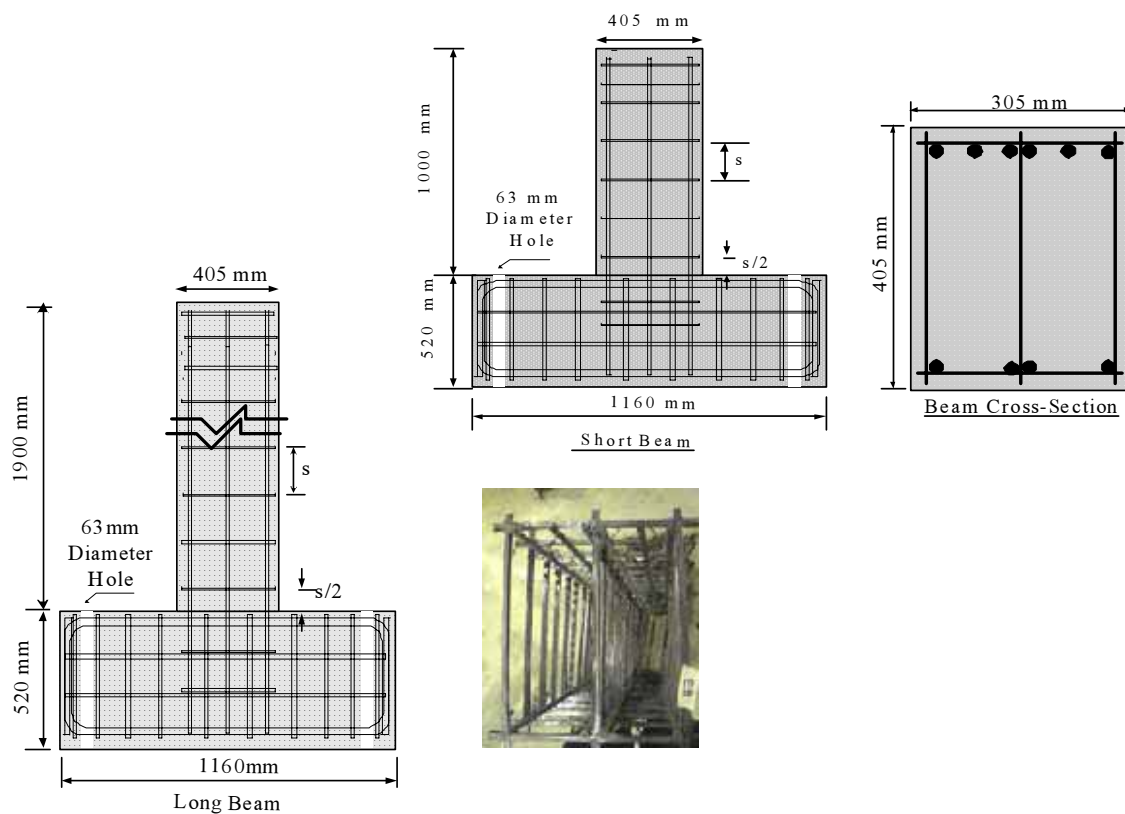 405 mm
1000 mm
s
63 mm
Diameter
Hole
s/2
520 mm
1160 mm
Short Beam
305 mm
405 mm
Beam Cross-Section
405 mm
1900 mm
s
63mm
Diameter
Hole
s/2
520 mm
1160mm
Long Beam